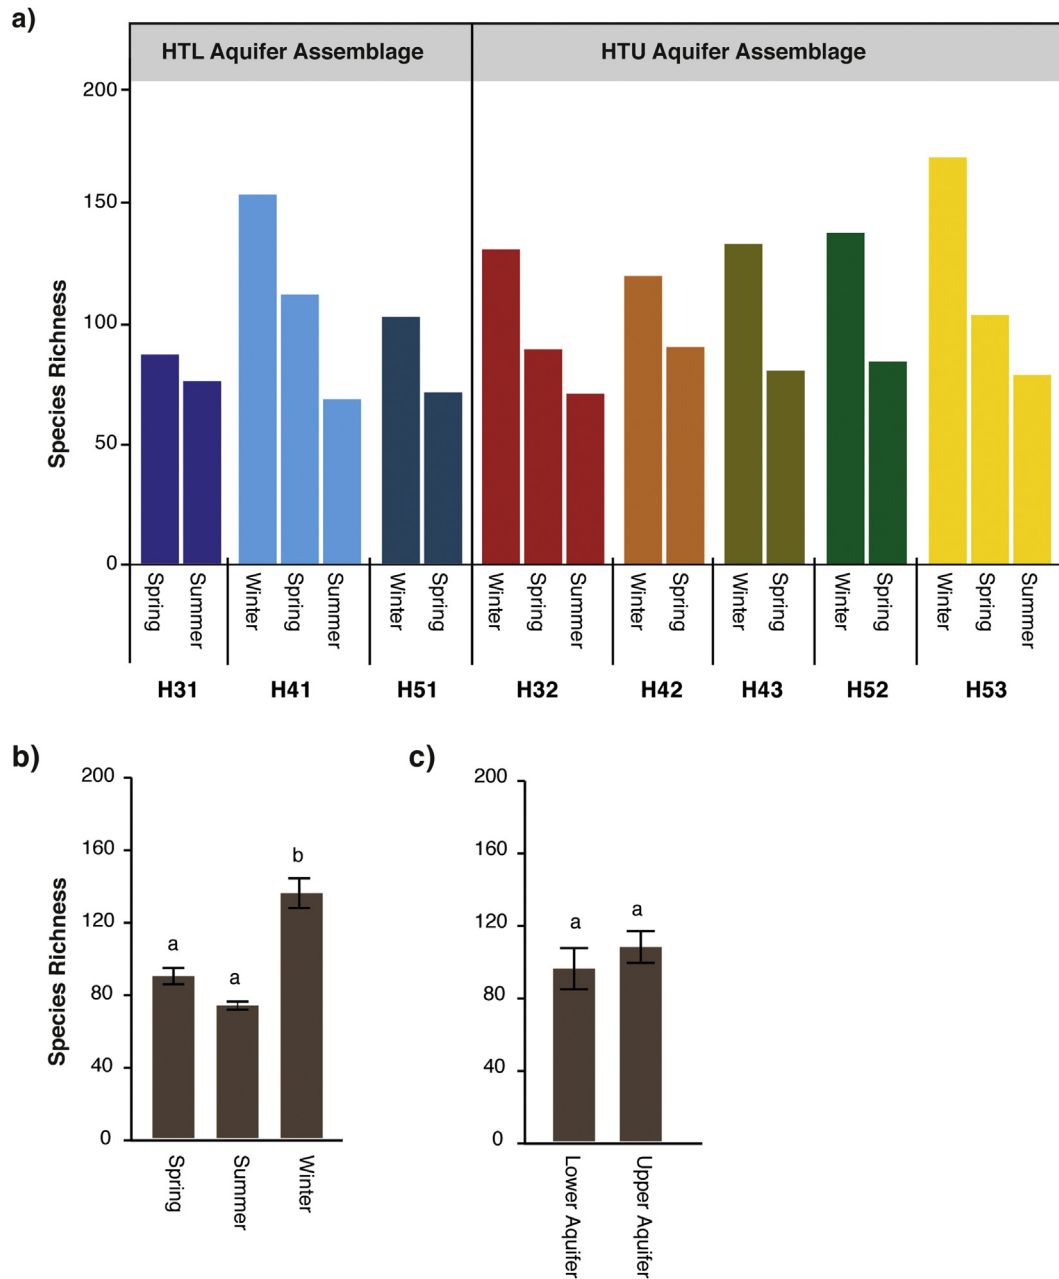 a)
HTL Aquifer Assemblage
HTU Aquifer Assemblage
Species Richness
200
150
100
50
0
Spring
Summer
Winter
Spring
Summer
Winter
Spring
Winter
Spring
Summer
Winter
Spring
Winter
Spring
Winter
Spring
Winter
Spring
Summer
H31
H41
H51
H32
H42
H43
H52
H53
b)
Species Richness
200
160
120
80
40
0
a
a
b
Spring
Summer
Winter
c)
200
160
120
80
40
0
a
a
Lower Aquifer
Upper Aquifer